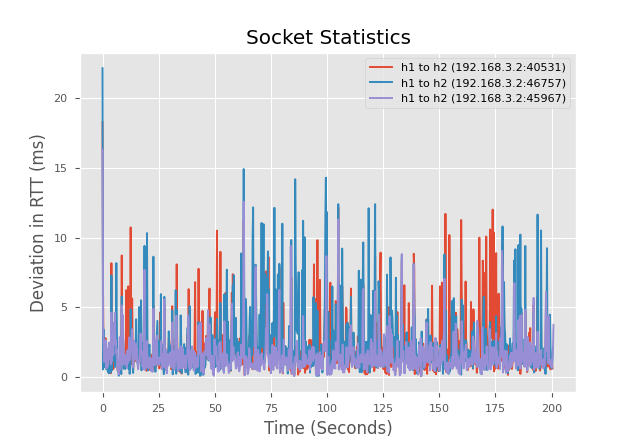 Socket Statistics
h1 to h2 (192.168.3.2:40531)
h1 to h2 (192.168.3.2:46757)
h1 to h2 (192.168.3.2:45967)
Deviation in RTT (ms)
20
15
10
5
0
0 25 50 75 100 125 150 175 200
Time (Seconds)